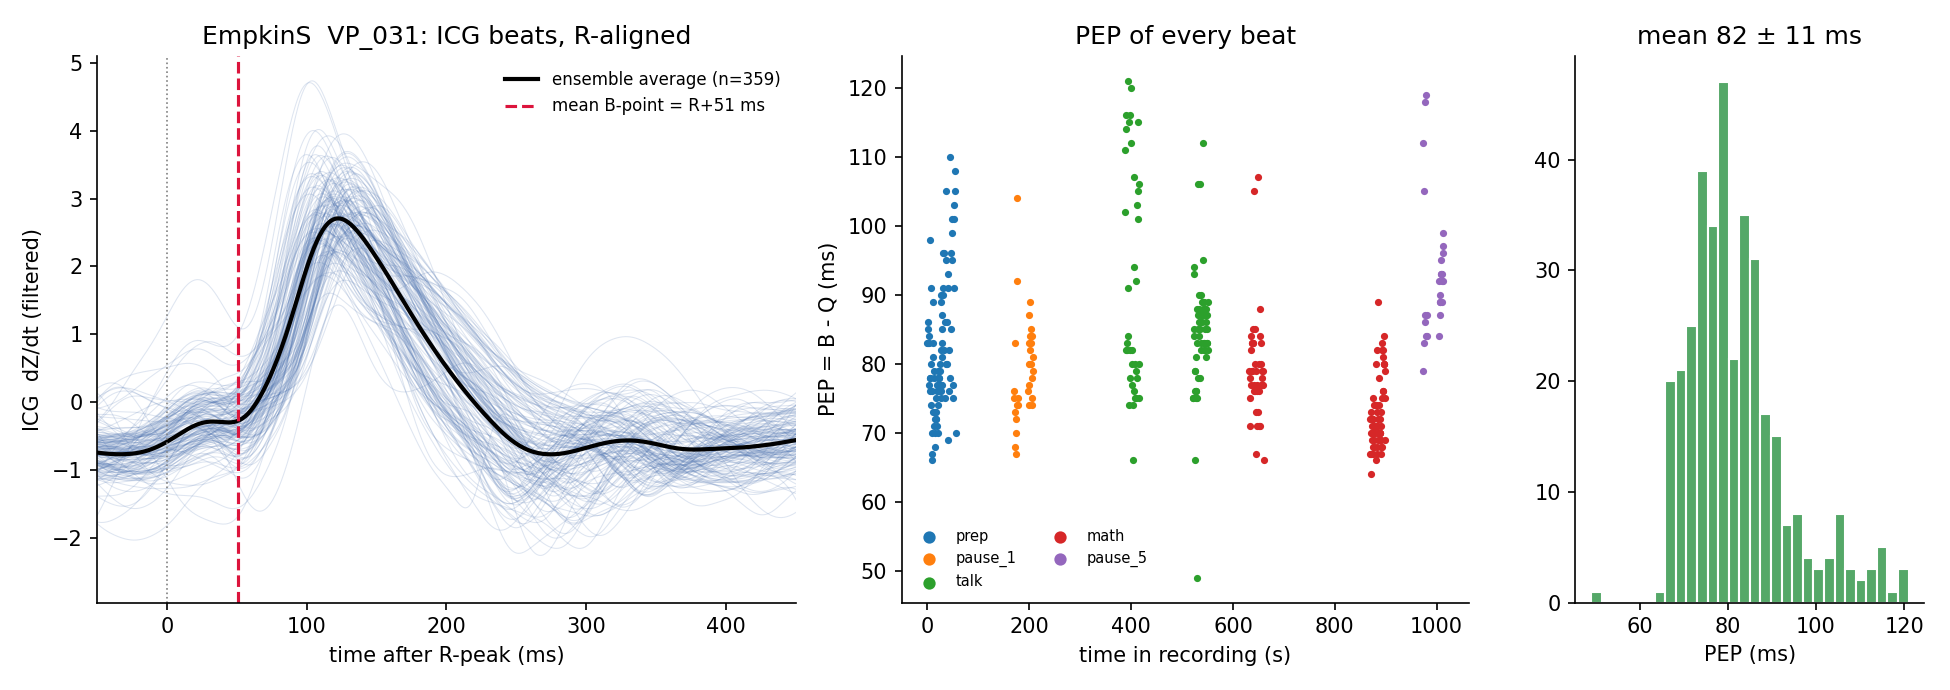 EmpkinS  VP_031: ICG beats, R-aligned
5
4
3
2
1
0
−1
−2
ICG  dZ/dt (filtered)
ensemble average (n=359)
mean B-point = R+51 ms
0 100 200 300 400
time after R-peak (ms)
PEP of every beat
120
110
100
90
80
70
60
50
PEP = B - Q (ms)
prep
pause_1
talk
math
pause_5
0 200 400 600 800 1000
time in recording (s)
mean 82 ± 11 ms
40
30
20
10
0
60 80 100 120
PEP (ms)